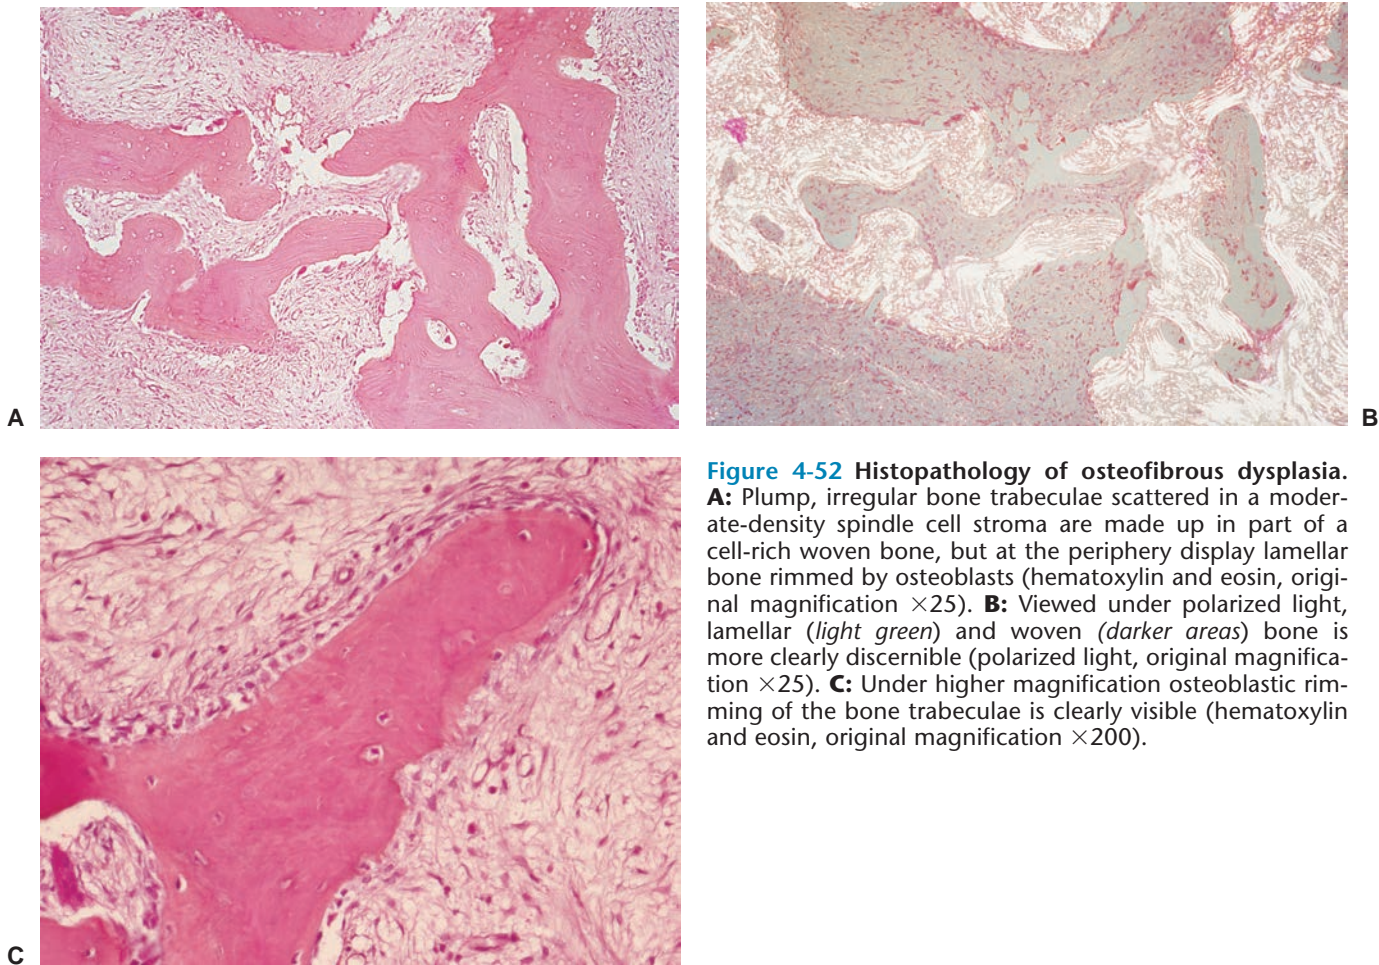 A
B
C
Figure 4-52 Histopathology of osteofibrous dysplasia.
A: Plump, irregular bone trabeculae scattered in a moder-
ate-density spindle cell stroma are made up in part of a
cell-rich woven bone, but at the periphery display lamellar
bone rimmed by osteoblasts (hematoxylin and eosin, origi-
nal magnification ×25). B: Viewed under polarized light,
lamellar (light green) and woven (darker areas) bone is
more clearly discernible (polarized light, original magnifica-
tion ×25). C: Under higher magnification osteoblastic rim-
ming of the bone trabeculae is clearly visible (hematoxylin
and eosin, original magnification ×200).